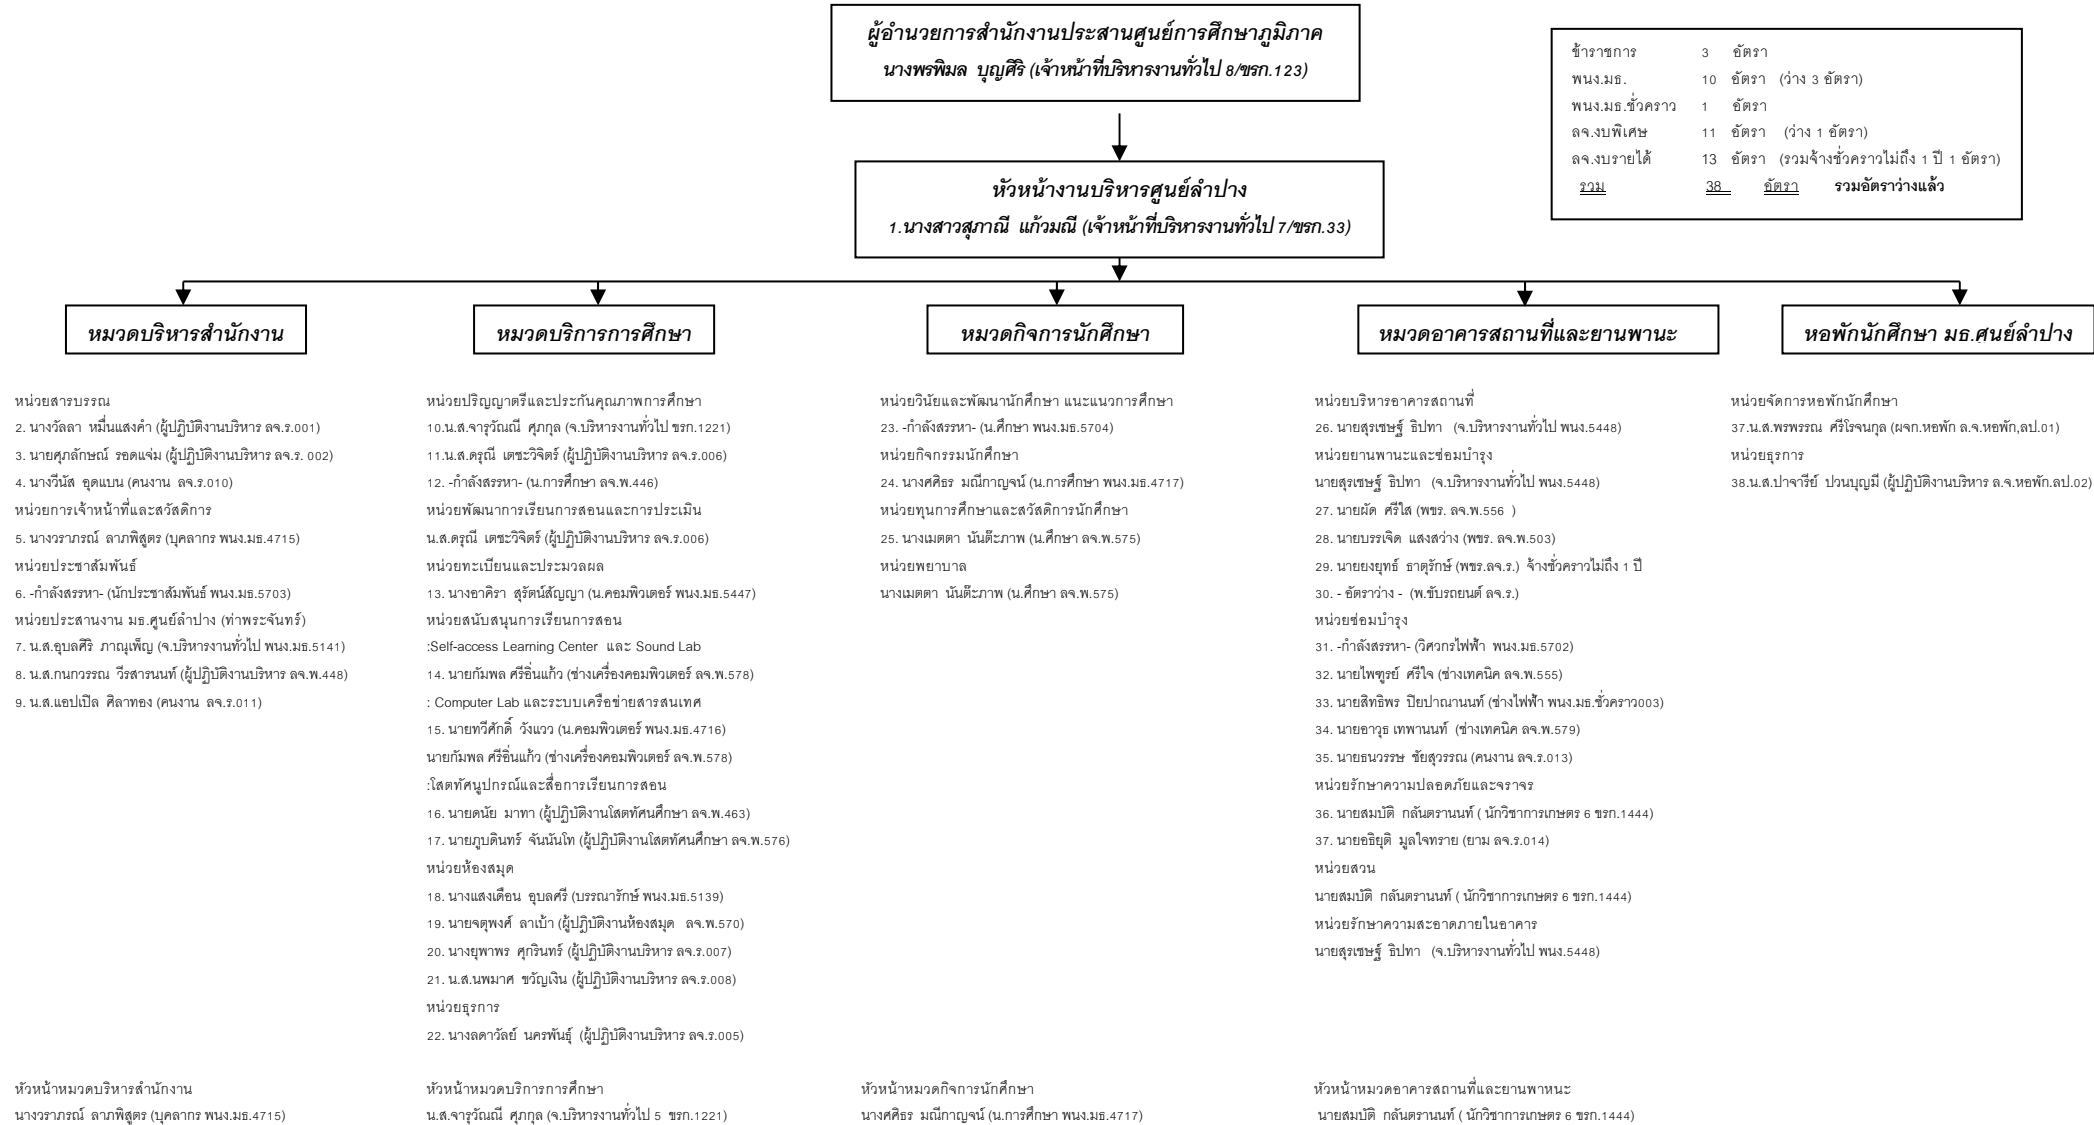 ผู้อำนวยการสำนักงานประสานศูนย์การศึกษาภูมิภาค
นางพรพิมล บุญศิริ (เจ้าหน้าที่บริหารงานทั่วไป 8/ขรก.123)
ข้าราชการ 3 อัตรา
พนง.มธ. 10 อัตรา (ว่าง 3 อัตรา)
พนง.มธ.ชั่วคราว 1 อัตรา
ลจ.งบพิเศษ 11 อัตรา (ว่าง 1 อัตรา)
ลจ.งบรายได้ 13 อัตรา (รวมจ้างชั่วคราวไม่ถึง 1 ปี 1 อัตรา)
รวม 38 อัตรา รวมอัตราว่างแล้ว
หัวหน้างานบริหารศูนย์ลำปาง
1.นางสาวสุภาณี แก้วมณี (เจ้าหน้าที่บริหารงานทั่วไป 7/ขรก.33)
หมวดบริหารสำนักงาน
หน่วยสารบรรณ
2. นางวัลลา หมื่นแสงคำ (ผู้ปฏิบัติงานบริหาร ลจ.ร.001)
3. นายศุภลักษณ์ รอดแจ่ม (ผู้ปฏิบัติงานบริหาร ลจ.ร. 002)
4. นางวีนัส อุดแบน (คนงาน ลจ.ร.010)
หน่วยการเจ้าหน้าที่และสวัสดิการ
5. นางวราภรณ์ ลาภพิสูตร (บุคลากร พนง.มธ.4715)
หน่วยประชาสัมพันธ์
6. -กำลังสรรหา- (นักประชาสัมพันธ์ พนง.มธ.5703)
หน่วยประสานงาน มธ.ศูนย์ลำปาง (ท่าพระจันทร์)
7. น.ส.อุบลศิริ ภาณุเพ็ญ (จ.บริหารงานทั่วไป พนง.มธ.5141)
8. น.ส.กนกวรรณ วีรสารนนท์ (ผู้ปฏิบัติงานบริหาร ลจ.พ.448)
9. น.ส.แอปเปิล ศิลาทอง (คนงาน ลจ.ร.011)
หัวหน้าหมวดบริหารสำนักงาน
นางวราภรณ์ ลาภพิสูตร (บุคลากร พนง.มธ.4715)
หมวดบริการการศึกษา
หน่วยปริญญาตรีและประกันคุณภาพการศึกษา
10.น.ส.จารุวัณณี ศุภกุล (จ.บริหารงานทั่วไป ขรก.1221)
11.น.ส.ดรุณี เตชะวิจิตร์ (ผู้ปฏิบัติงานบริหาร ลจ.ร.006)
12. -กำลังสรรหา- (น.การศึกษา ลจ.พ.446)
หน่วยพัฒนาการเรียนการสอนและการประเมิน
น.ส.ดรุณี เตชะวิจิตร์ (ผู้ปฏิบัติงานบริหาร ลจ.ร.006)
หน่วยทะเบียนและประมวลผล
13. นางอาคิรา สุรัตน์สัญญา (น.คอมพิวเตอร์ พนง.มธ.5447)
หน่วยสนับสนุนการเรียนการสอน
:Self-access Learning Center และ Sound Lab
14. นายกัมพล ศรีอิ่นแก้ว (ช่างเครื่องคอมพิวเตอร์ ลจ.พ.578)
: Computer Lab และระบบเครือข่ายสารสนเทศ
15. นายทวีศักดิ์ วังแวว (น.คอมพิวเตอร์ พนง.มธ.4716)
นายกัมพล ศรีอิ่นแก้ว (ช่างเครื่องคอมพิวเตอร์ ลจ.พ.578)
:โสตทัศนูปกรณ์และสื่อการเรียนการสอน
16. นายดนัย มาทา (ผู้ปฏิบัติงานโสตทัศนศึกษา ลจ.พ.463)
17. นายภูบดินทร์ จันนันโท (ผู้ปฏิบัติงานโสตทัศนศึกษา ลจ.พ.576)
หน่วยห้องสมุด
18. นางแสงเดือน อุบลศรี (บรรณารักษ์ พนง.มธ.5139)
19. นายจตุพงศ์ ลาเบ้า (ผู้ปฏิบัติงานห้องสมุด ลจ.พ.570)
20. นางยุพาพร ศุกรินทร์ (ผู้ปฏิบัติงานบริหาร ลจ.ร.007)
21. น.ส.นพมาศ ขวัญเงิน (ผู้ปฏิบัติงานบริหาร ลจ.ร.008)
หน่วยธุรการ
22. นางลดาวัลย์ นครพันธุ์ (ผู้ปฏิบัติงานบริหาร ลจ.ร.005)
หัวหน้าหมวดบริการการศึกษา
น.ส.จารุวัณณี ศุภกุล (จ.บริหารงานทั่วไป 5 ขรก.1221)
หมวดกิจการนักศึกษา
หน่วยวินัยและพัฒนานักศึกษา แนะแนวการศึกษา
23. -กำลังสรรหา- (น.ศึกษา พนง.มธ.5704)
หน่วยกิจกรรมนักศึกษา
24. นางศศิธร มณีกาญจน์ (น.การศึกษา พนง.มธ.4717)
หน่วยทุนการศึกษาและสวัสดิการนักศึกษา
25. นางเมตตา นันต๊ะภาพ (น.ศึกษา ลจ.พ.575)
หน่วยพยาบาล
นางเมตตา นันต๊ะภาพ (น.ศึกษา ลจ.พ.575)
หัวหน้าหมวดกิจการนักศึกษา
นางศศิธร มณีกาญจน์ (น.การศึกษา พนง.มธ.4717)
หมวดอาคารสถานที่และยานพานะ
หน่วยบริหารอาคารสถานที่
26. นายสุรเชษฐ์ ธิปทา (จ.บริหารงานทั่วไป พนง.5448)
หน่วยยานพานะและซ่อมบำรุง
นายสุรเชษฐ์ ธิปทา (จ.บริหารงานทั่วไป พนง.5448)
27. นายผัด ศรีใส (พขร. ลจ.พ.556 )
28. นายบรรเจิด แสงสว่าง (พขร. ลจ.พ.503)
29. นายยงยุทธ์ ธาตุรักษ์ (พขร.ลจ.ร.) จ้างชั่วคราวไม่ถึง 1 ปี
30. - อัตราว่าง - (พ.ขับรถยนต์ ลจ.ร.)
หน่วยซ่อมบำรุง
31. -กำลังสรรหา- (วิศวกรไฟฟ้า พนง.มธ.5702)
32. นายไพฑูรย์ ศรีใจ (ช่างเทคนิค ลจ.พ.555)
33. นายสิทธิพร ปิยปาณานนท์ (ช่างไฟฟ้า พนง.มธ.ชั่วคราว003)
34. นายอาวุธ เทพานนท์ (ช่างเทคนิค ลจ.พ.579)
35. นายธนวรรษ ชัยสุวรรณ (คนงาน ลจ.ร.013)
หน่วยรักษาความปลอดภัยและจราจร
36. นายสมบัติ กลันตรานนท์ ( นักวิชาการเกษตร 6 ขรก.1444)
37. นายอธิยุติ มูลใจทราย (ยาม ลจ.ร.014)
หน่วยสวน
นายสมบัติ กลันตรานนท์ ( นักวิชาการเกษตร 6 ขรก.1444)
หน่วยรักษาความสะอาดภายในอาคาร
นายสุรเชษฐ์ ธิปทา (จ.บริหารงานทั่วไป พนง.5448)
หัวหน้าหมวดอาคารสถานที่และยานพาหนะ
นายสมบัติ กลันตรานนท์ ( นักวิชาการเกษตร 6 ขรก.1444)
หอพักนักศึกษา มธ.ศูนย์ลำปาง
หน่วยจัดการหอพักนักศึกษา
37.น.ส.พรพรรณ ศรีโรจนกุล (ผจก.หอพัก ล.จ.หอพัก,ลป.01)
หน่วยธุรการ
38.น.ส.ปาจารีย์ ปวนบุญมี (ผู้ปฏิบัติงานบริหาร ล.จ.หอพัก.ลป.02)